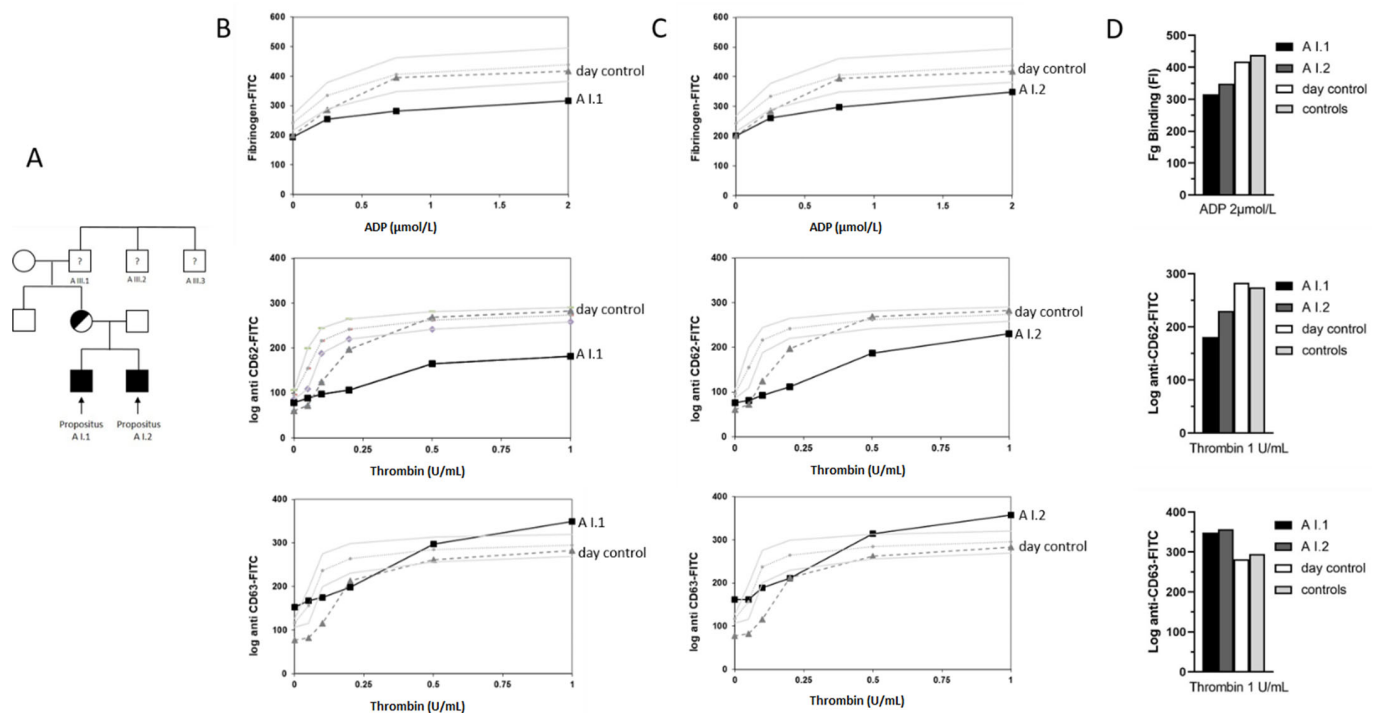 A
?
?
?
A III.1
A III.2
A III.3
Propositus
A I.1
Propositus
A I.2
B
600
500
400
300
200
100
0
Fibrinogen-FITC
day control
A I.1
0
0.5
1
1.5
2
ADP (µmol/L)
400
300
200
100
0
log anti CD62-FITC
day control
A I.1
0
0.25
0.5
0.75
1
Thrombin (U/mL)
400
300
200
100
0
log anti CD63-FITC
A I.1
day control
0
0.25
0.5
0.75
1
Thrombin (U/mL)
C
600
500
400
300
200
100
0
Fibrinogen-FITC
day control
A I.2
0
0.5
1
1.5
2
ADP (µmol/L)
400
300
200
100
0
log anti CD62-FITC
day control
A I.2
0
0.25
0.5
0.75
1
Thrombin (U/mL)
400
300
200
100
0
log anti CD63-FITC
A I.2
day control
0
0.25
0.5
0.75
1
Thrombin (U/mL)
D
500
400
300
200
100
0
Fg Binding (FI)
A I.1
A I.2
day control
controls
ADP 2µmol/L
300
200
100
0
Log anti-CD62-FITC
A I.1
A I.2
day control
controls
Thrombin 1 U/mL
400
300
200
100
0
Log anti-CD63-FITC
A I.1
A I.2
day control
controls
Thrombin 1 U/mL